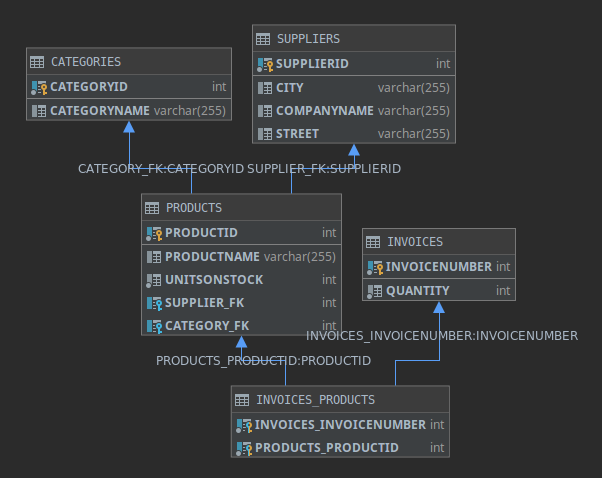 CATEGORIES
CATEGORYID int
CATEGORYNAME varchar(255)
SUPPLIERS
SUPPLIERID int
CITY varchar(255)
COMPANYNAME varchar(255)
STREET varchar(255)
CATEGORY_FK:CATEGORYID
SUPPLIER_FK:SUPPLIERID
PRODUCTS
PRODUCTID int
PRODUCTNAME varchar(255)
UNITSONSTOCK int
SUPPLIER_FK int
CATEGORY_FK int
INVOICES
INVOICENUMBER int
QUANTITY int
INVOICES_INVOICENUMBER:INVOICENUMBER
PRODUCTS_PRODUCTID:PRODUCTID
INVOICES_PRODUCTS
INVOICES_INVOICENUMBER int
PRODUCTS_PRODUCTID int